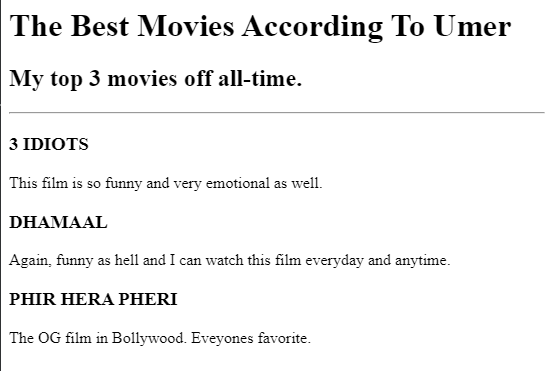 The Best Movies According To Umer
My top 3 movies off all-time.
3 IDIOTS
This film is so funny and very emotional as well.
DHAMAAL
Again, funny as hell and I can watch this film everyday and anytime.
PHIR HERA PHERI
The OG film in Bollywood. Eveyones favorite.